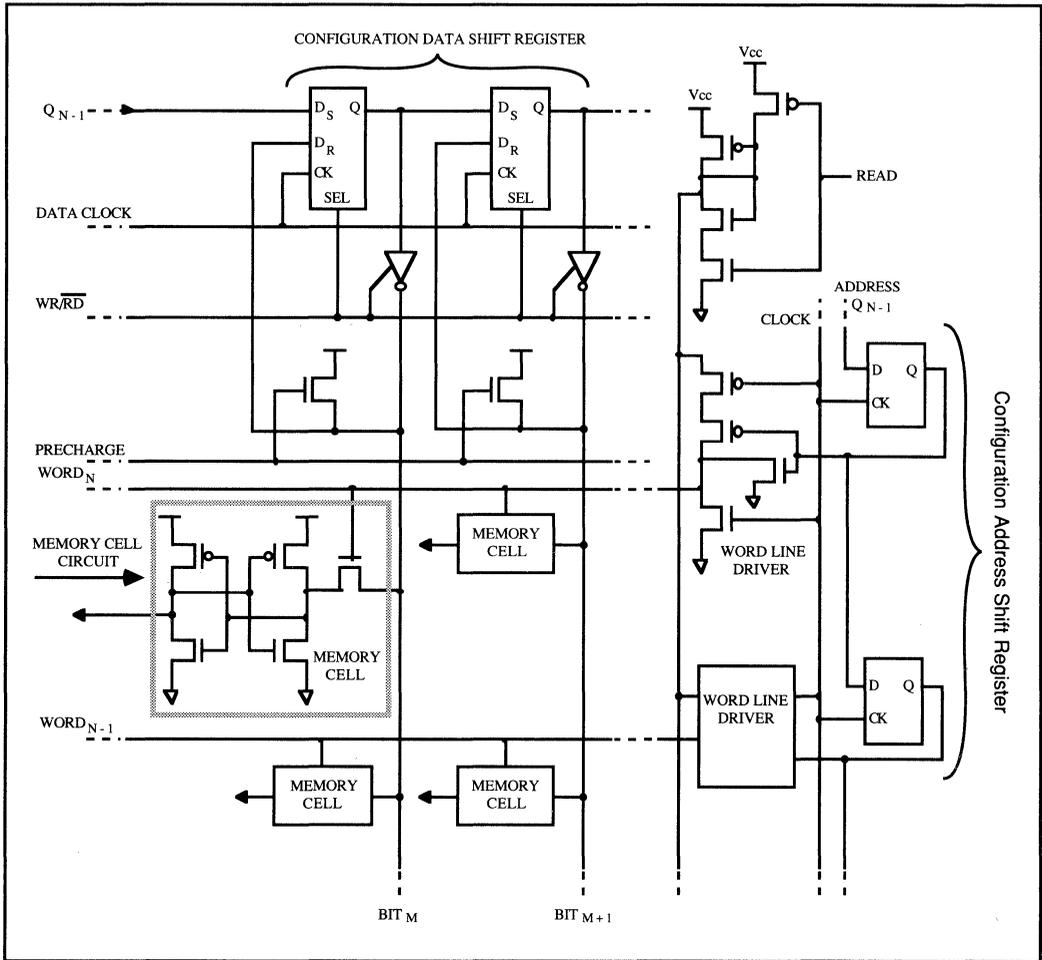 CONFIGURATION DATA SHIFT REGISTER
Vcc
Vcc
Q N - 1
D S Q
D R
CK
SEL
D S Q
D R
CK
SEL
READ
DATA CLOCK
WR/RD
ADDRESS
Q N - 1
CLOCK
D Q
CK
PRECHARGE
WORD N
MEMORY CELL
CIRCUIT
MEMORY
CELL
MEMORY
CELL
WORD LINE
DRIVER
Configuration Address Shift Register
WORD N - 1
WORD LINE
DRIVER
D Q
CK
MEMORY
CELL
MEMORY
CELL
BIT M
BIT M + 1